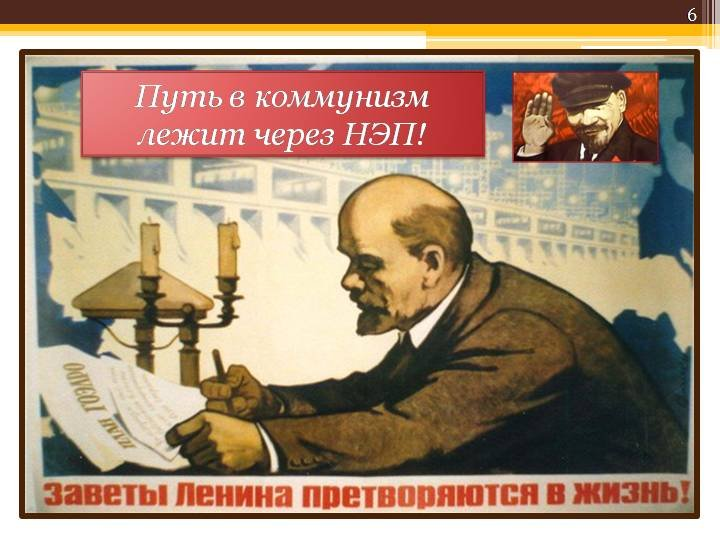 6
Путь в коммунизм
лежит через НЭП!
ПЛАН ГОЭЛРО
Заветы Ленина претворяются в жизнь!